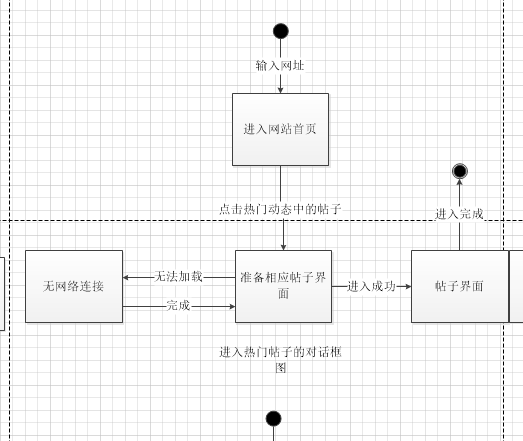 输入网址
进入网站首页
点击热门动态中的帖子
进入完成
无网络连接
无法加载
完成
准备相应帖子界
面
进入成功
帖子界面
进入热门帖子的对话框
图